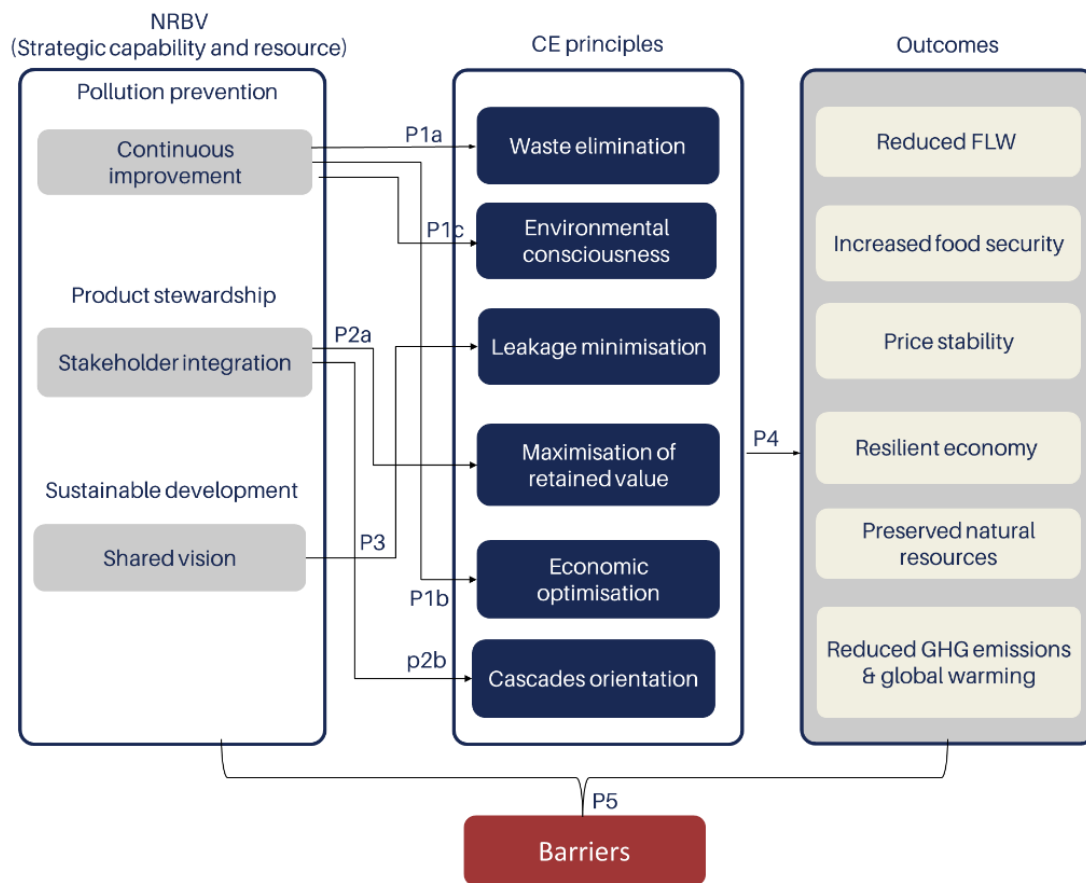 NRBV
(Strategic capability and resource)
CE principles
Outcomes
Pollution prevention
Continuous
improvement
Product stewardship
Stakeholder integration
Sustainable development
Shared vision
P1a
P1c
P2a
P3
P1b
p2b
Waste elimination
Environmental
consciousness
Leakage minimisation
Maximisation of
retained value
Economic
optimisation
Cascades orientation
P4
Reduced FLW
Increased food security
Price stability
Resilient economy
Preserved natural
resources
Reduced GHG emissions
& global warming
P5
Barriers